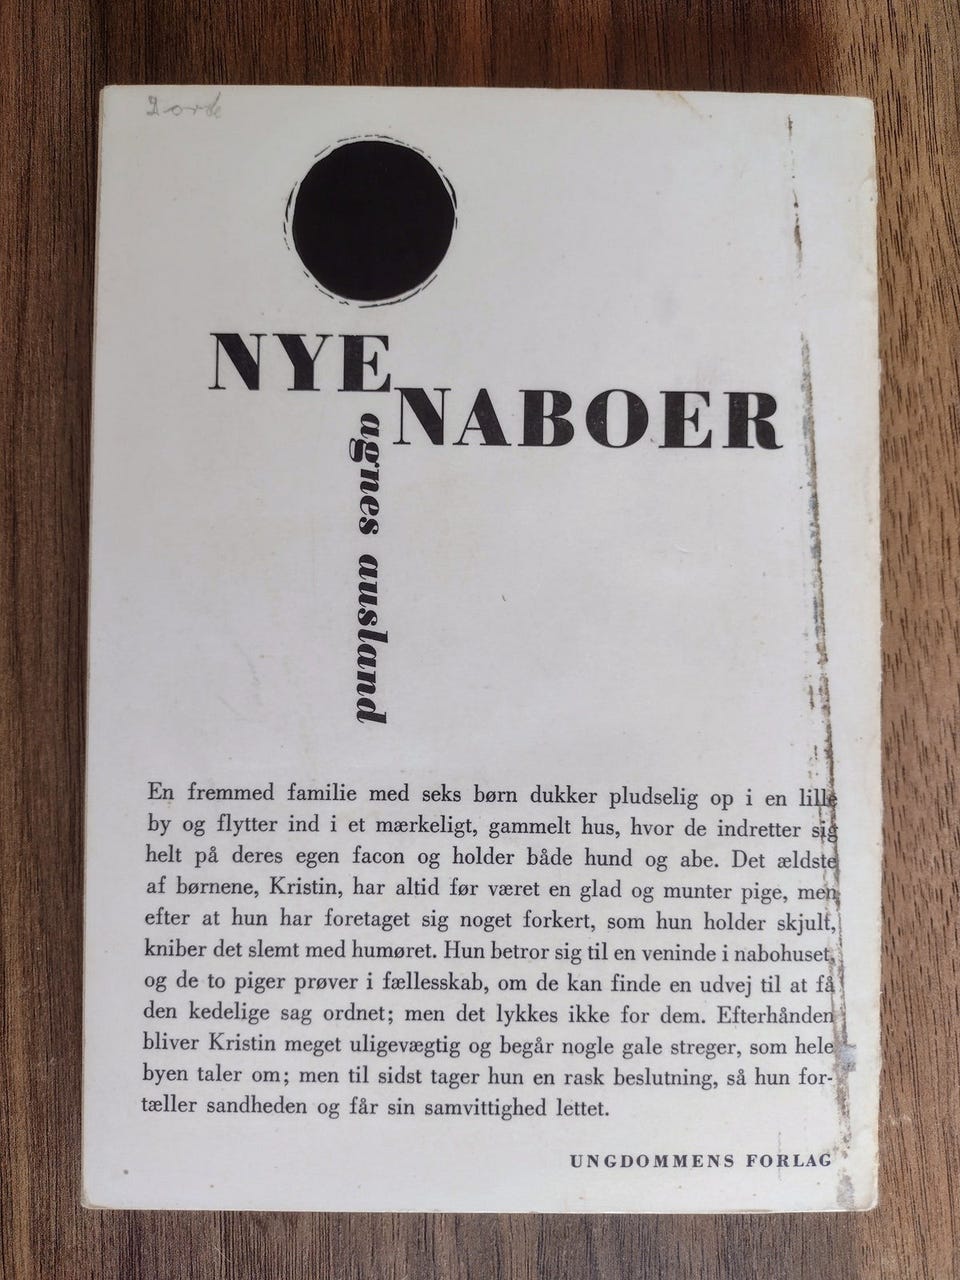 NYE
NABOER
agnes ausland
En fremmed familie med seks børn dukker pludselig op i en lille
by og flytter ind i et mærkeligt, gammelt hus, hvor de indretter sig
helt på deres egen facon og holder både hund og abe. Det ældste
af børnene, Kristin, har altid før været en glad og munter pige, men
efter at hun har foretaget sig noget forkert, som hun holder skjult,
kniber det slemt med humøret. Hun betror sig til en veninde i nabohuset,
og de to piger prøver i fællesskab, om de kan finde en udvej til at få
den kedelige sag ordnet; men det lykkes ikke for dem. Efterhånden
bliver Kristin meget uligevægtig og begår nogle gale streger, som hele
byen taler om; men til sidst tager hun en rask beslutning, så hun for-
tæller sandheden og får sin samvittighed lettet.
UNGDOMMENS FORLAG